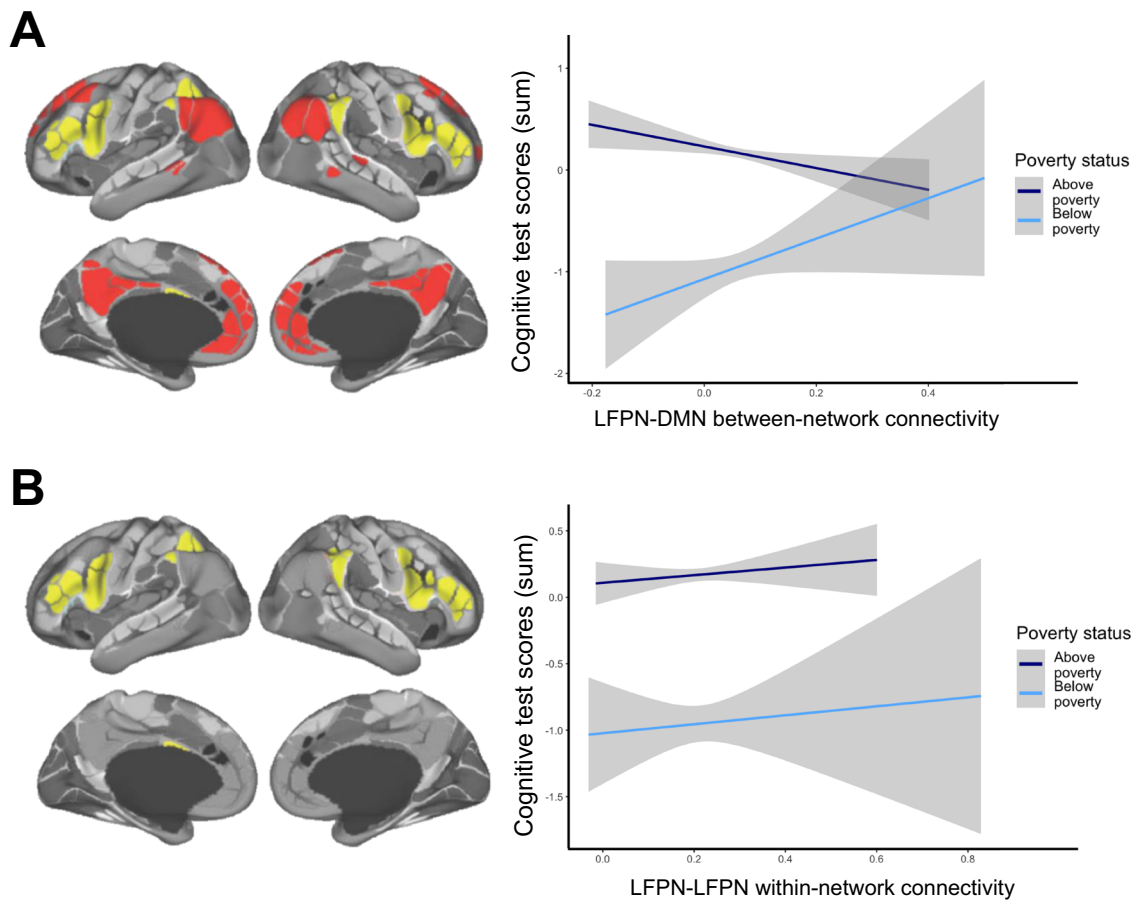 A
Cognitive test scores (sum)
1
0
-1
-2
-0.2
0.0
0.2
0.4
LFPN-DMN between-network connectivity
Poverty status
Above
poverty
Below
poverty
B
Cognitive test scores (sum)
0.5
0.0
-0.5
-1.0
-1.5
0.0
0.2
0.4
0.6
0.8
LFPN-LFPN within-network connectivity
Poverty status
Above
poverty
Below
poverty